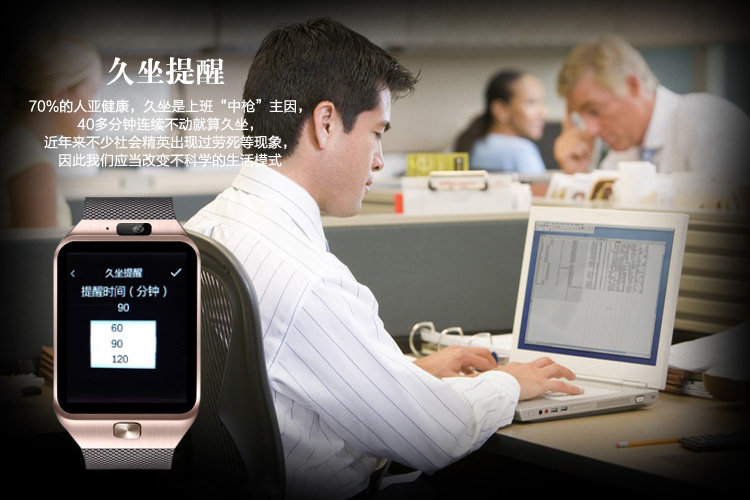 久坐提醒
70%的人亚健康，久坐是上班“中枪”主因，
40多分钟连续不动就算久坐，
近年来不少社会精英出现过劳死等现象，
因此我们应当改变不科学的生活模式
久坐提醒
提醒时间（分钟）
90
60
90
120